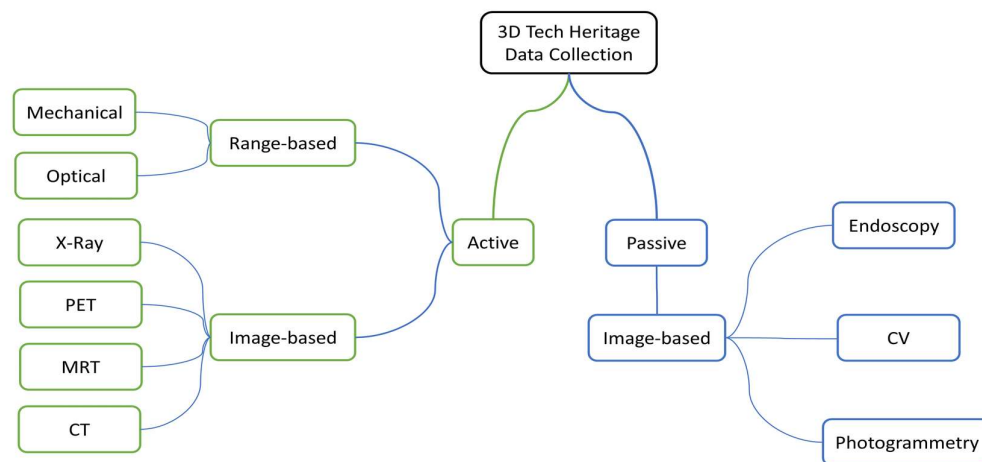 3D Tech Heritage
Data Collection
Mechanical
Range-based
Optical
X-Ray
Active
Passive
Endoscopy
PET
Image-based
Image-based
CV
MRT
CT
Photogrammetry